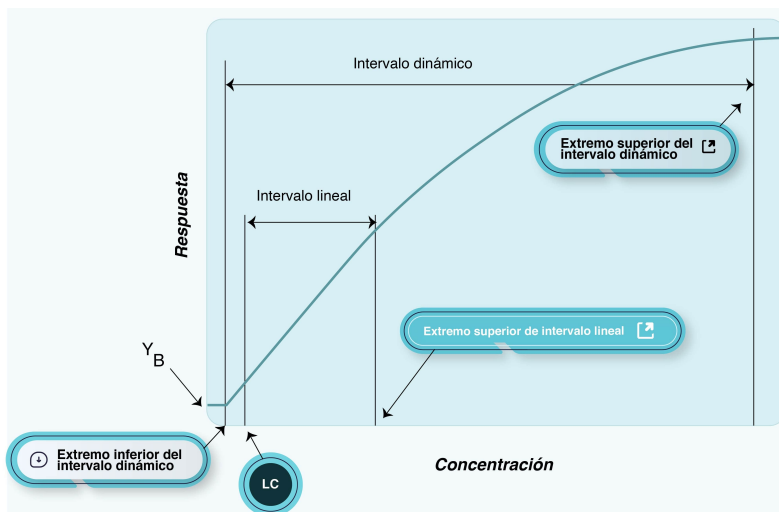 Intervalo dinámico
Extremo superior del
intervalo dinámico
Intervalo lineal
Respuesta
Extremo superior de intervalo lineal
YB
Extremo inferior del
intervalo dinámico
LC
Concentración